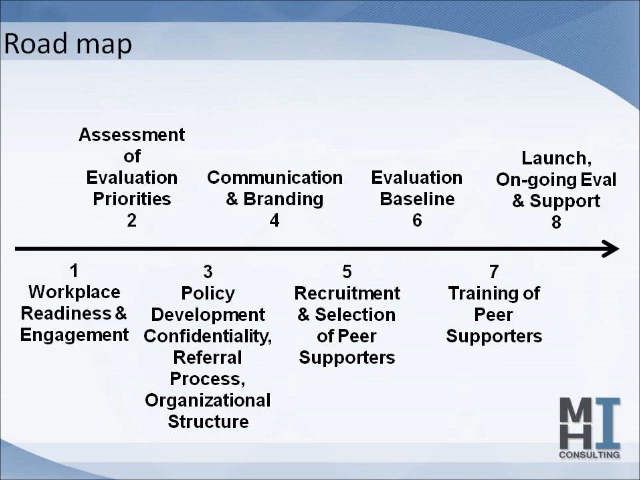 Road map
Assessment
of
Evaluation
Priorities
2
Communication
& Branding
4
Evaluation
Baseline
6
Launch,
On-going Eval
& Support
8
1
Workplace
Readiness &
Engagement
3
Policy
Development
Confidentiality,
Referral
Process,
Organizational
Structure
5
Recruitment
& Selection
of Peer
Supporters
7
Training of
Peer
Supporters
MHI
CONSULTING